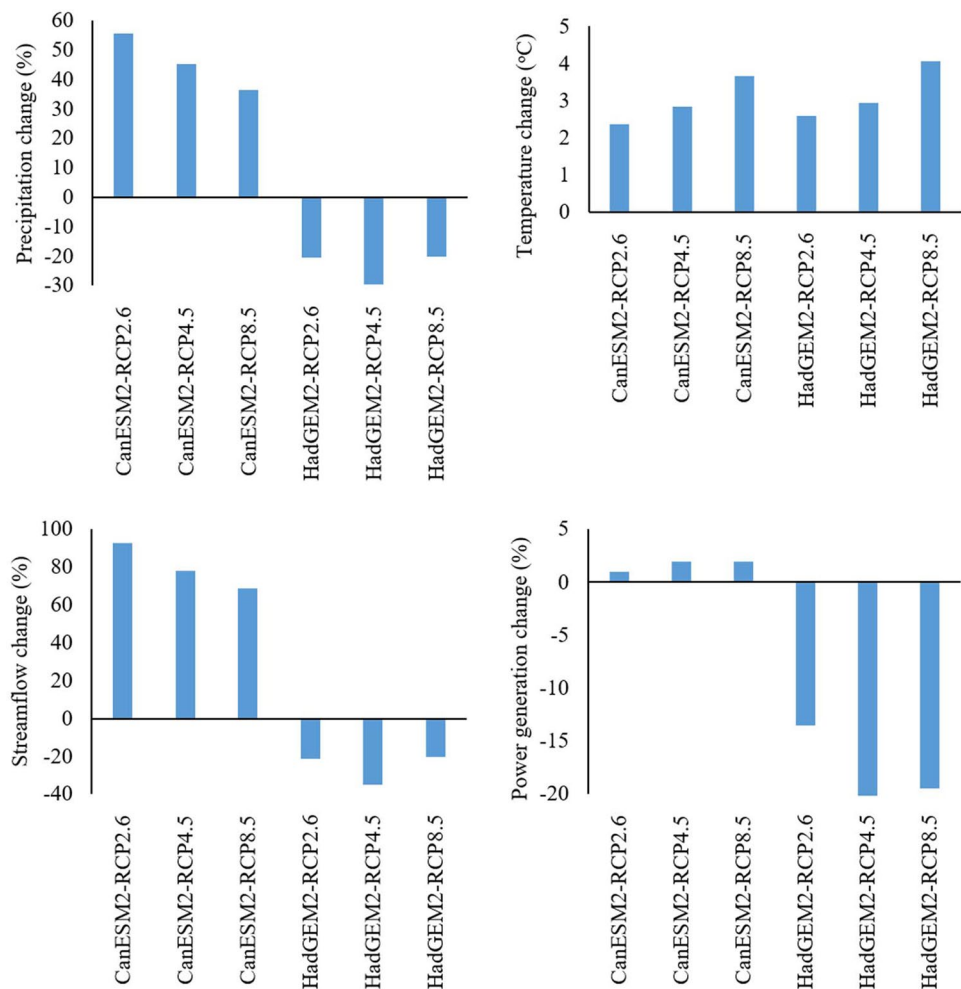 Precipitation change (%)
60
50
40
30
20
10
0
-10
-20
-30
CanESM2-RCP2.6
CanESM2-RCP4.5
CanESM2-RCP8.5
HadGEM2-RCP2.6
HadGEM2-RCP4.5
HadGEM2-RCP8.5
Temperature change (°C)
5
4
3
2
1
0
CanESM2-RCP2.6
CanESM2-RCP4.5
CanESM2-RCP8.5
HadGEM2-RCP2.6
HadGEM2-RCP4.5
HadGEM2-RCP8.5
Streamflow change (%)
100
80
60
40
20
0
-20
-40
CanESM2-RCP2.6
CanESM2-RCP4.5
CanESM2-RCP8.5
HadGEM2-RCP2.6
HadGEM2-RCP4.5
HadGEM2-RCP8.5
Power generation change (%)
5
0
-5
-10
-15
-20
CanESM2-RCP2.6
CanESM2-RCP4.5
CanESM2-RCP8.5
HadGEM2-RCP2.6
HadGEM2-RCP4.5
HadGEM2-RCP8.5